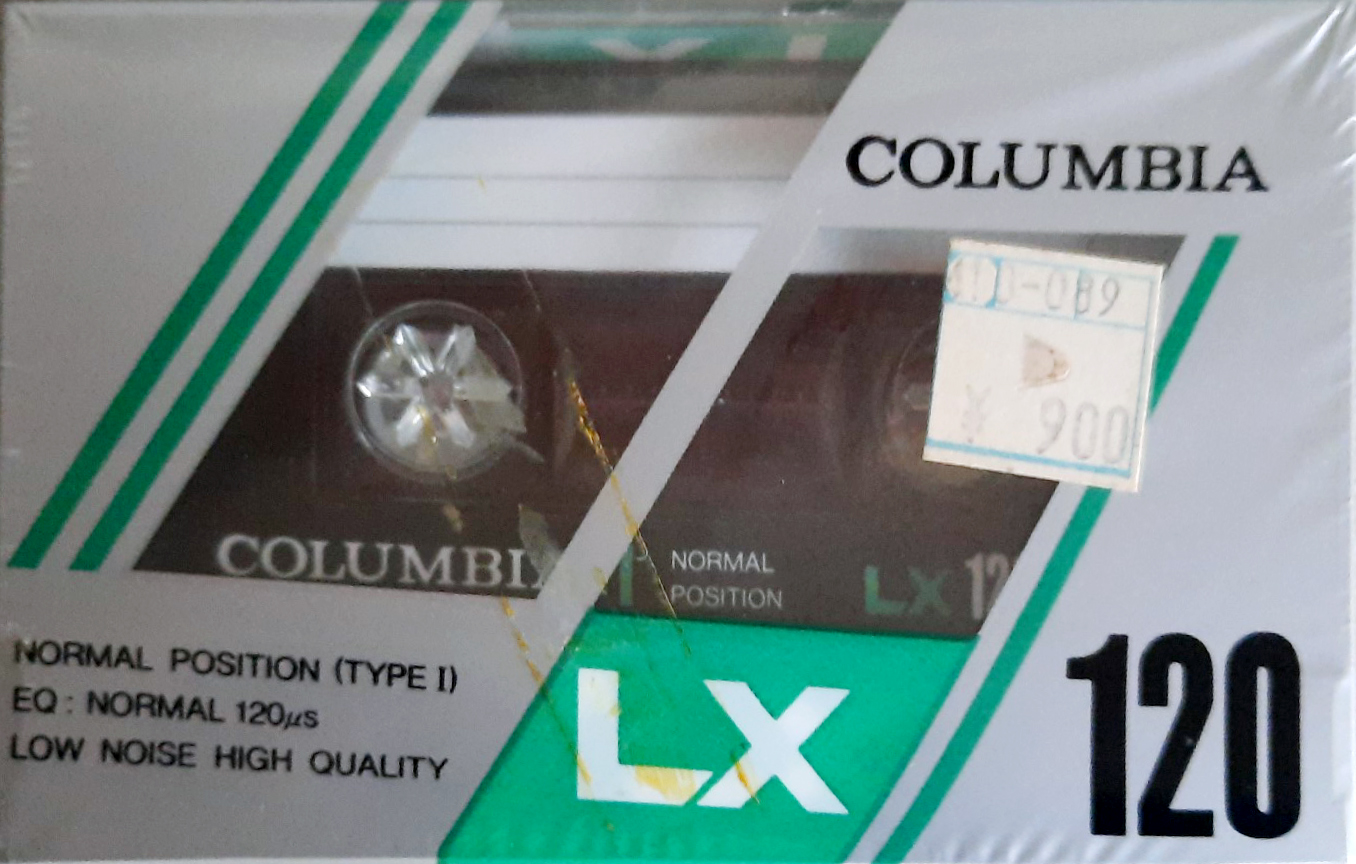 COLUMBIA
900
COLUMBIA
NORMAL
POSITION
LX
NORMAL POSITION (TYPE I)
EQ : NORMAL 120μs
LOW NOISE HIGH QUALITY
LX
120